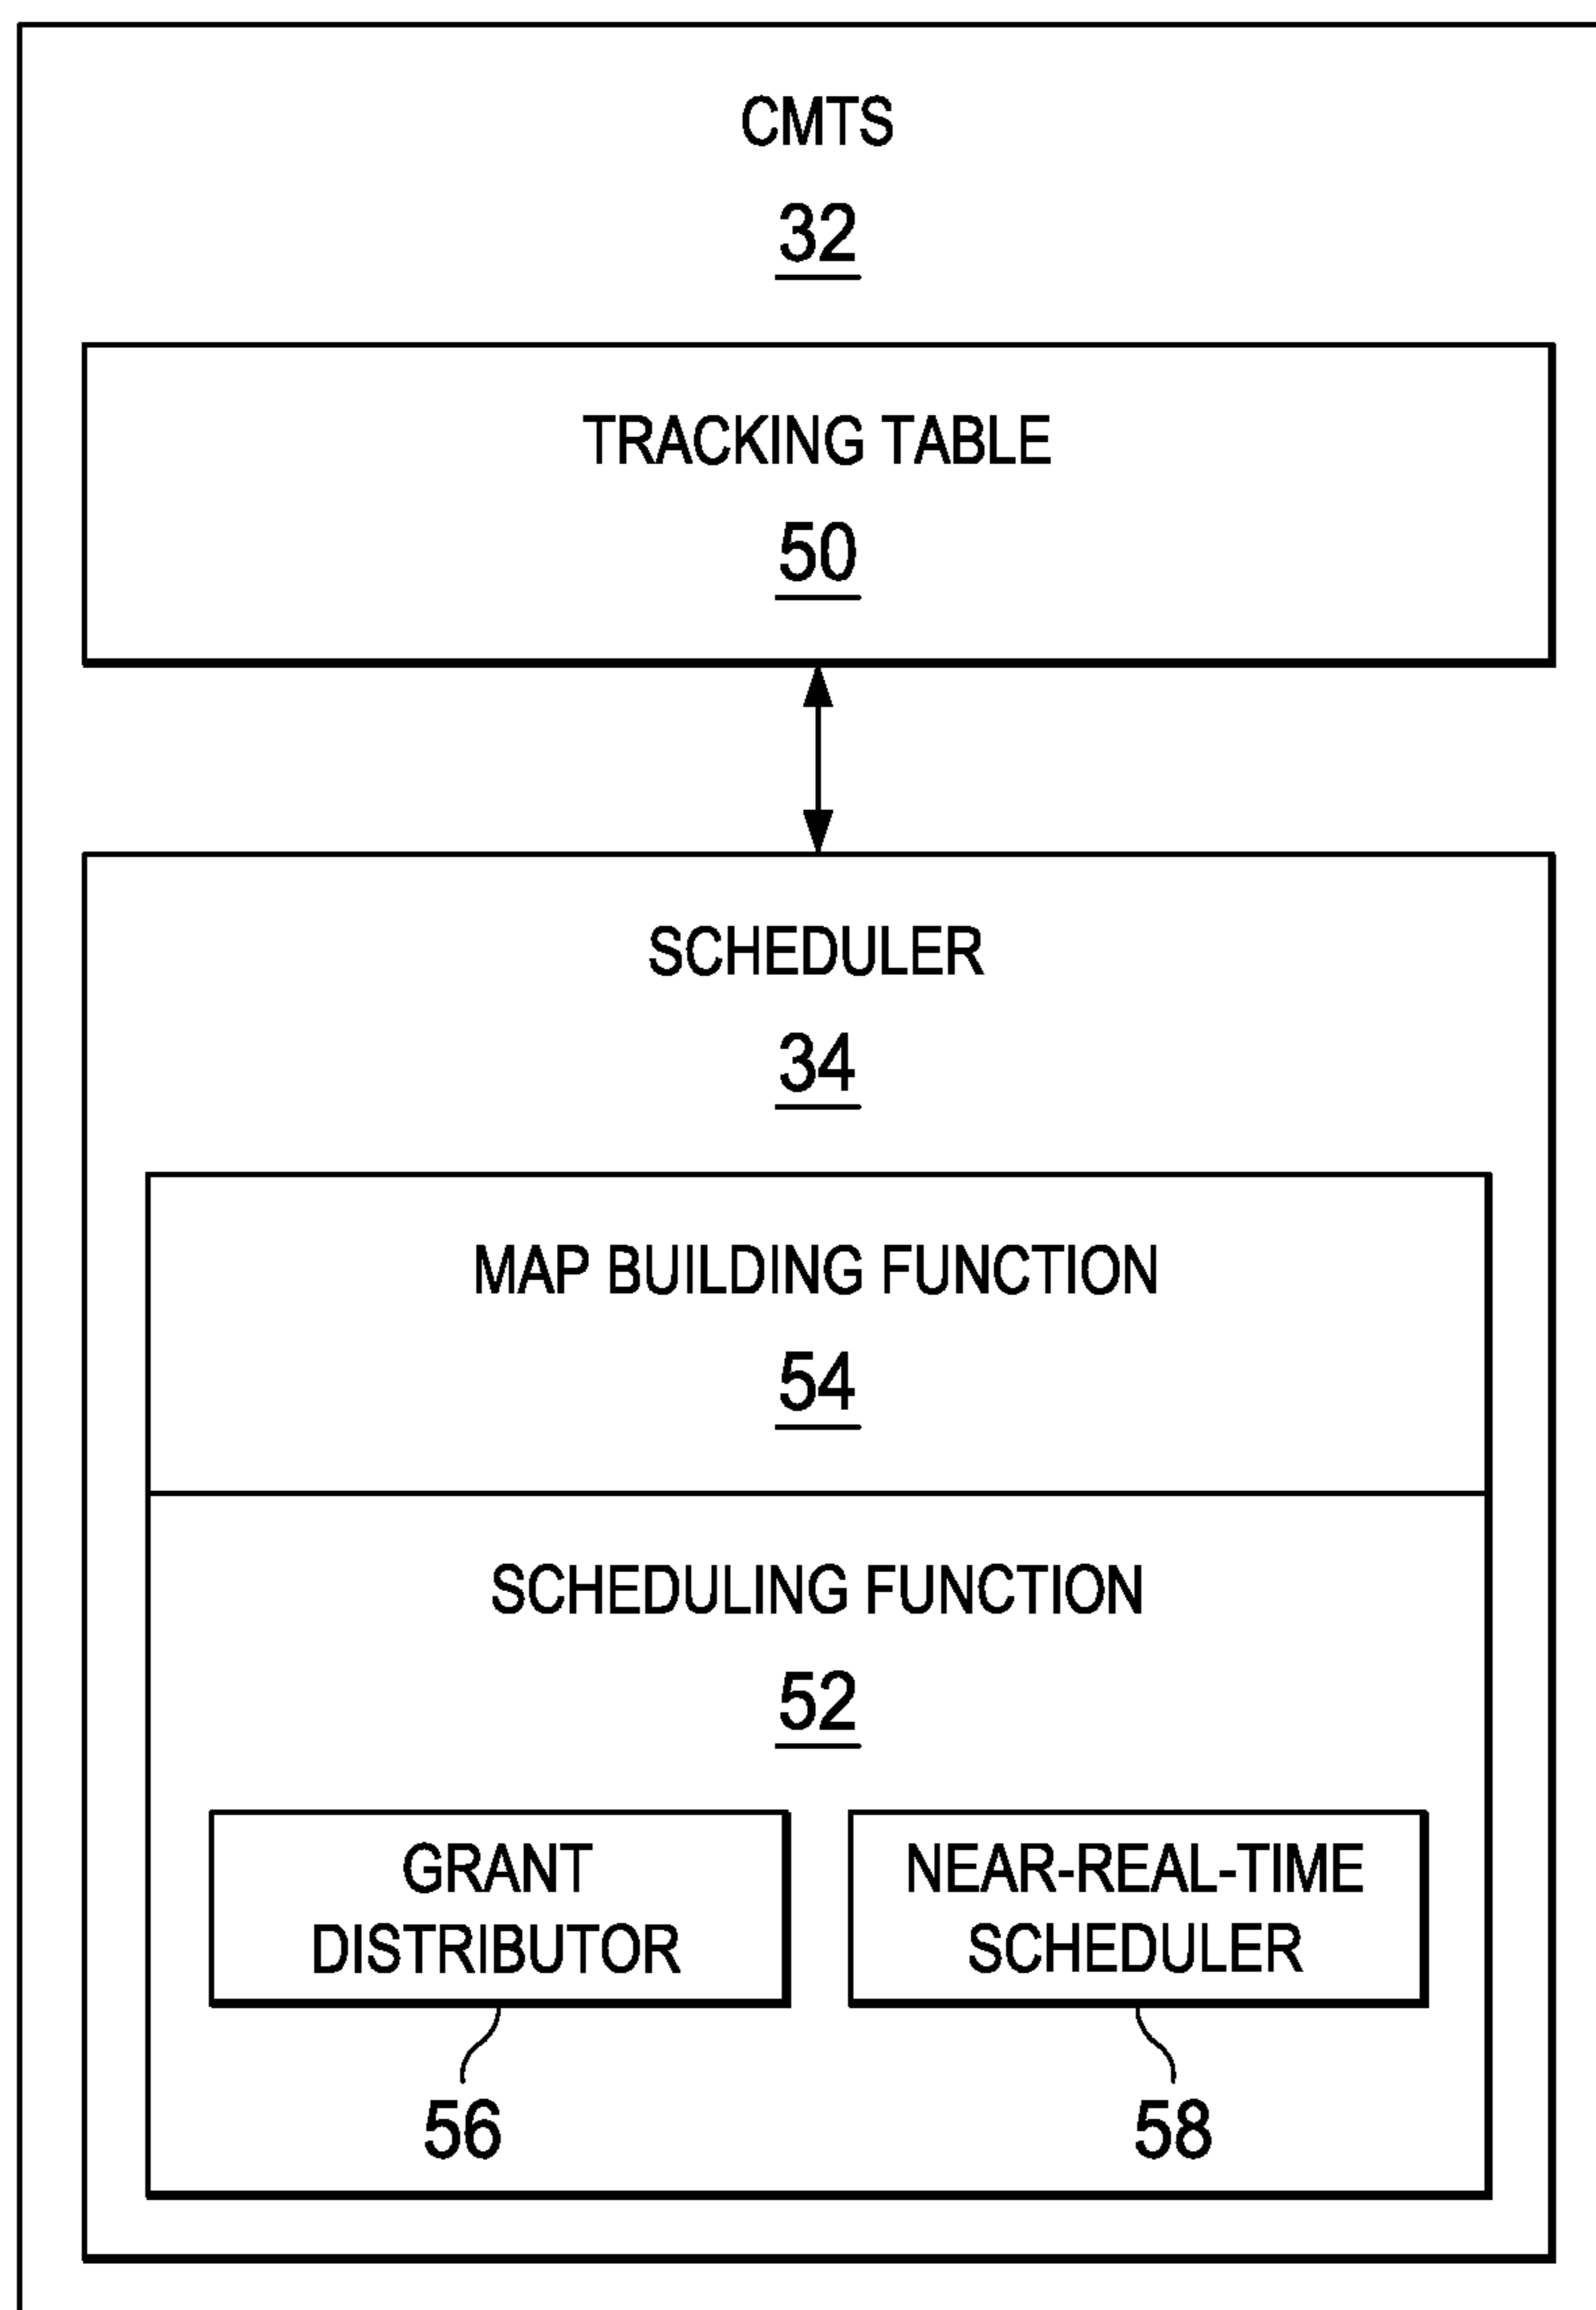 CMTS
32
TRACKING TABLE
50
SCHEDULER
34
MAP BUILDING FUNCTION
54
SCHEDULING FUNCTION
52
GRANT
DISTRIBUTOR
NEAR-REAL-TIME
SCHEDULER
56
58